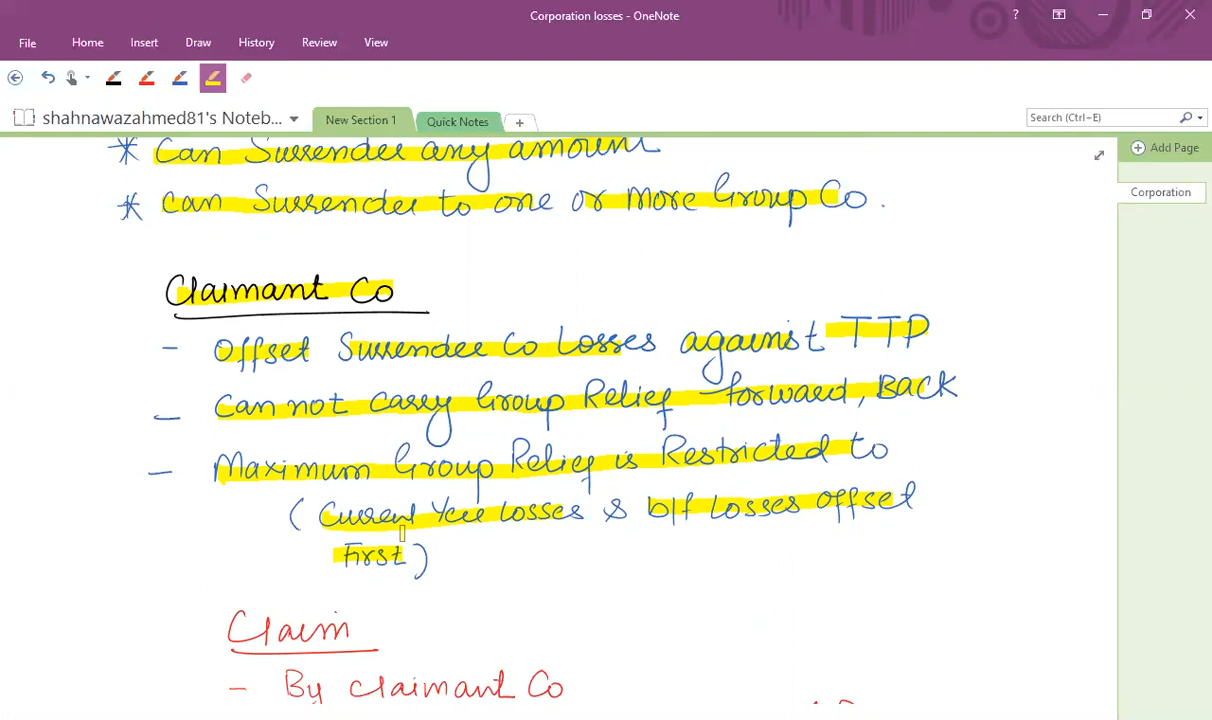 Corporation losses - OneNote
?
File Home Insert Draw History Review View
shahnawazahmed81's Noteb... New Section 1 Quick Notes + Search (Ctrl-E)
Add Page
Corporation
* Can Surrender any amount
* Can Surrender to one or more Group Co.
Claimant Co
- Offset Surrender Co Losses against TTP
- Can not carry Group Relief forward, BACK
- Maximum Group Relief is Restricted to
( Current Year losses & b/f Losses offset
First )
Claim
- By Claimant Co